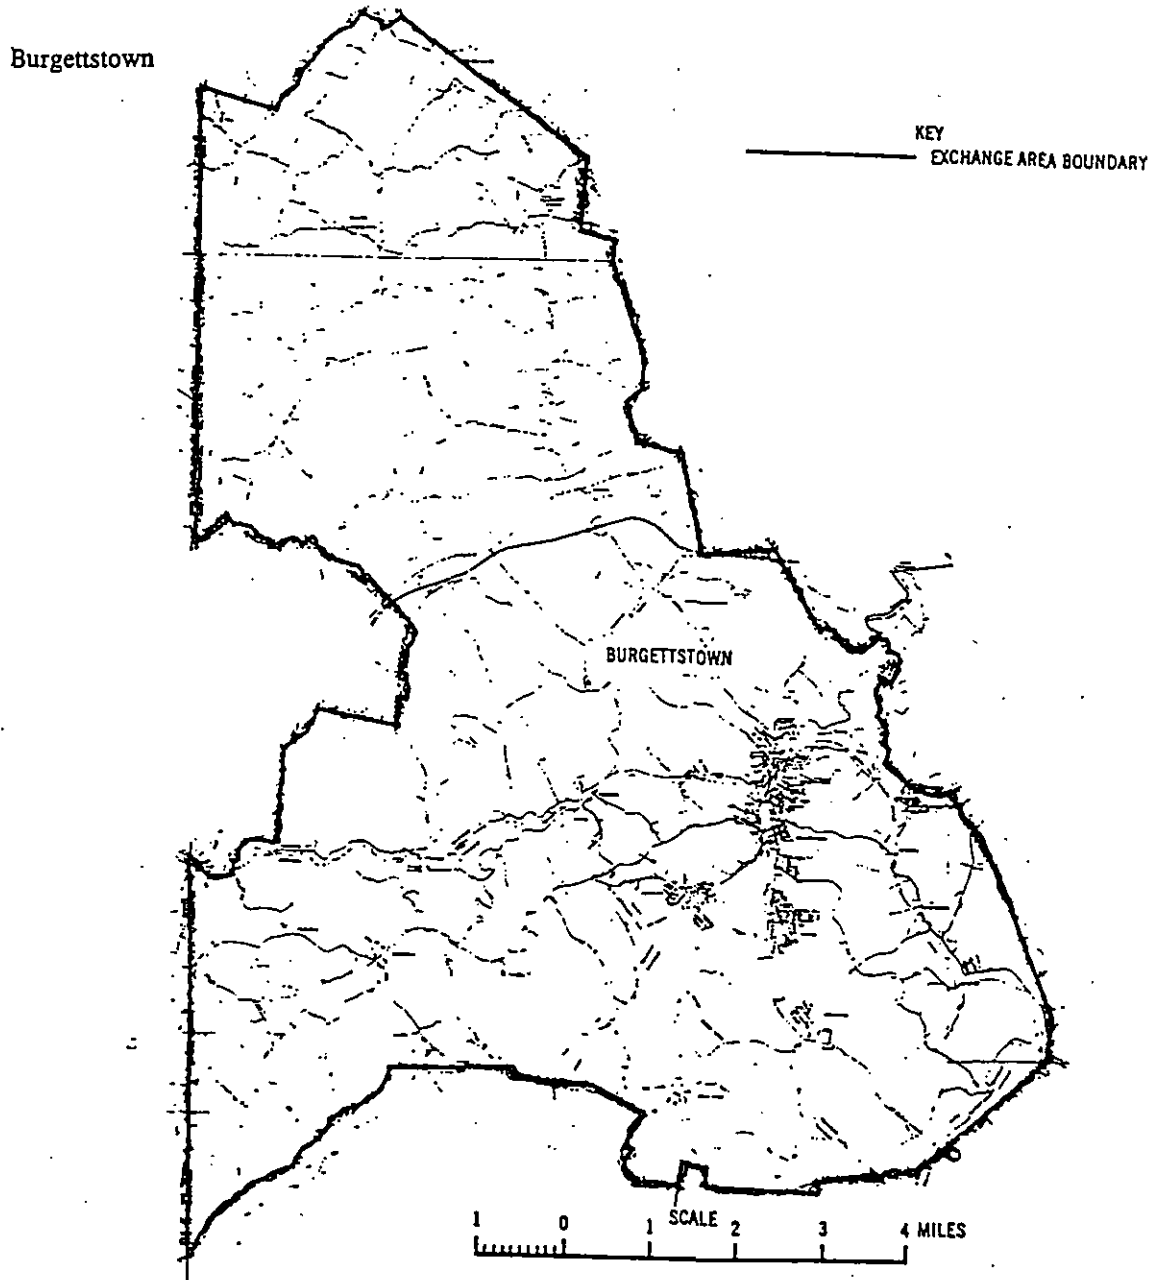 Burgettstown
KEY
EXCHANGE AREA BOUNDARY
BURGETTSTOWN
SCALE
1 0 1 2 3 4 MILES